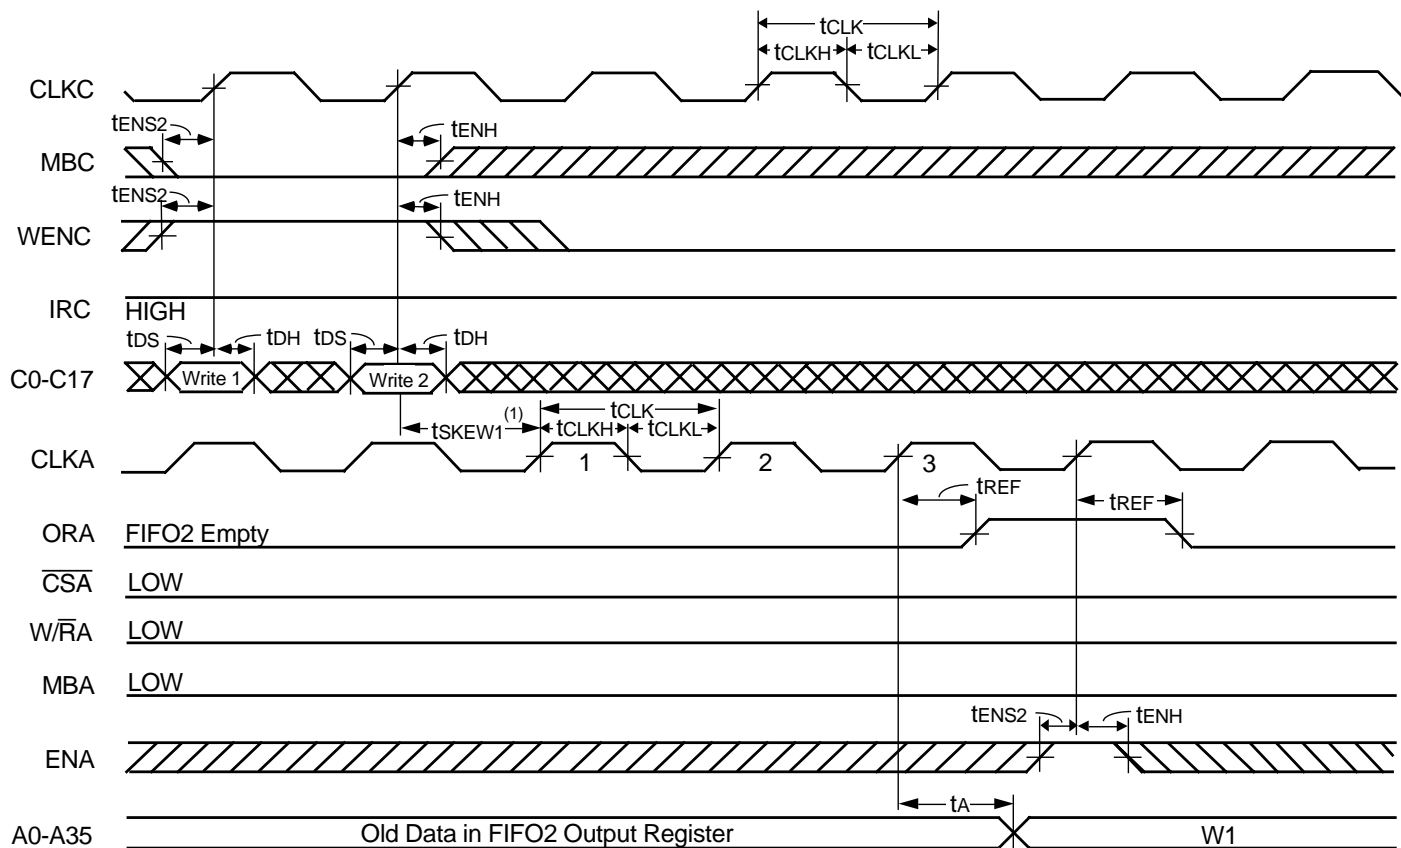 tCLK
tCLKH tCLKL
CLKC
tENS2 tENH
MBC
tENS2 tENH
WENC
IRC HIGH
tDS tDH tDS tDH
C0-C17 Write 1 Write 2
tSKEW1(1) tCLK
tCLKH tCLKL
CLKA 1 2 3
tREF tREF
ORA FIFO2 Empty
CSA LOW
W/RA LOW
MBA LOW
tENS2 tENH
ENA
tA
A0-A35 Old Data in FIFO2 Output Register W1